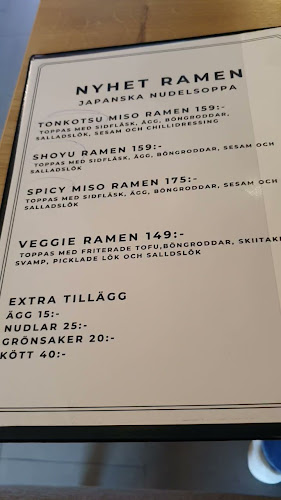 NYHET RAMEN
JAPANSKA NUDELSOPPA
TONKOTSU MISO RAMEN 159:-
TOPPAS MED SIDFLÄSK, ÄGG, BÖNGRODDAR,
SALLADSLÖK, SESAM OCH CHILLIDRESSING
SHOYU RAMEN 159:-
TOPPAS MED SIDFLÄSK, ÄGG, BÖNGRODDAR, SESAM OCH
SALLADSLÖK
SPICY MISO RAMEN 175:-
TOPPAS MED SIDFLÄSK, ÄGG, BÖNGRODDAR, SESAM OCH
SALLADSLÖK
VEGGIE RAMEN 149:-
TOPPAS MED FRITERADE TOFU,BÖNGRODDAR, SKIITAKE
SVAMP, PICKLADE LÖK OCH SALLDSLÖK
EXTRA TILLÄGG
ÄGG 15:-
NUDLAR 25:-
GRÖNSAKER 20:-
KÖTT 40:-